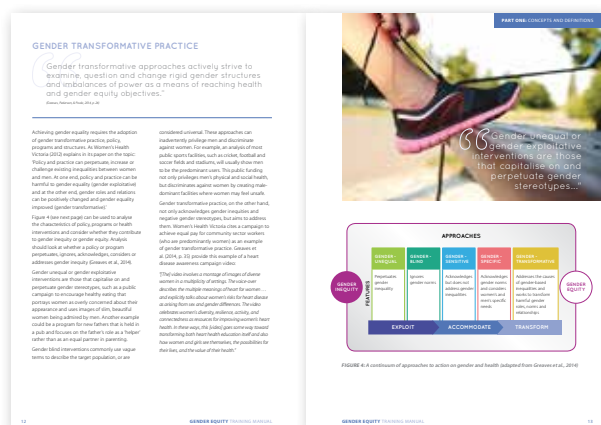 GENDER TRANSFORMATIVE PRACTICE
Gender transformative approaches actively strive to
examine, question and change rigid gender structures
and imbalances of power as a means of reaching health
and gender equity objectives."
Achieving gender equality requires the adoption
of gender transformative policy, practice,
programs and structures. As Women's Health
Victoria (2012) explains in its paper on the topic:
'Policy and practice can perpetuate, increase or
challenge existing inequalities between women
and men. At one end, policy and practice can be
harmful to gender equality (gender exploitative)
and at the other end, gender roles and relations
can be positively changed and gender equality
improved (gender transformative).'
Figure 4 (see next page) can be used to analyse
the characteristics of policy, programs or health
interventions and consider whether they contribute
to gender inequity or gender equity. Analysis
should look at whether a policy or program
perpetuates, ignores, acknowledges, considers or
addresses gender inequity (Greaves et al., 2014).
Gender unequal or gender exploitative
interventions are those that capitalise on and
perpetuate gender stereotypes, such as a public
campaign to encourage healthy eating that
portrays women as overly concerned about their
appearance and uses images of slim, beautiful
women being admired by men. Another example
could be a program for new fathers that is held in
a pub and focuses on the father's role as a 'helper'
rather than as an equal partner in parenting.
Gender blind interventions commonly use vague
terms to describe the target population, or are
considered universal. These approaches can
inadvertently privilege men and discriminate
against women. For example, an analysis of most
public sports facilities, such as cricket, football and
soccer fields and stadiums, will usually show men
to be the predominant users. This public funding
not only privileges men's physical and social health,
but discriminates against women by creating male-
dominant facilities where women may feel unsafe.
Gender transformative practice, on the other hand,
not only acknowledges gender inequities and
negative gender stereotypes, but aims to address
them. Women's Health Victoria cites a campaign to
achieve equal pay for community sector workers
(who are predominantly women) as an example
of gender transformative practice. Greaves et
al. (2014, p. 35) provide this example of a heart
disease awareness campaign video:
"[The] video involves a montage of images of diverse
women in a multiplicity of settings. The voice over
describes the multiple meanings of heart for women …
and explicitly talks about women's risks for heart disease
as arising from sex and gender differences. The video
celebrates women's diversity, resilience, activity, and
connectedness as resources for improving women's heart
health. In these ways, this [video] goes some way toward
transforming both heart health education itself and also
how women and girls see themselves, the possibilities for
their lives, and the value of their health."
12
GENDER EQUITY TRAINING MANUAL
PART ONE: CONCEPTS AND DEFINITIONS
Gender unequal or
gender exploitative
interventions are those
that capitalise on and
perpetuate gender
stereotypes..."
APPROACHES
GENDER INEQUITY
FEATURES
GENDER-UNEQUAL
Perpetuates gender inequities
GENDER-BLIND
Ignores gender norms
GENDER-SENSITIVE
Acknowledges but does not address gender inequalities
GENDER-SPECIFIC
Acknowledges gender norms and considers women's and men's specific needs
GENDER-TRANSFORMATIVE
Addresses the causes of gender-based inequities and works to transform harmful gender roles, norms and relationships
GENDER EQUITY
EXPLOIT
ACCOMMODATE
TRANSFORM
FIGURE 4: A continuum of approaches to action on gender and health (adapted from Greaves et al., 2014)
GENDER EQUITY TRAINING MANUAL
13